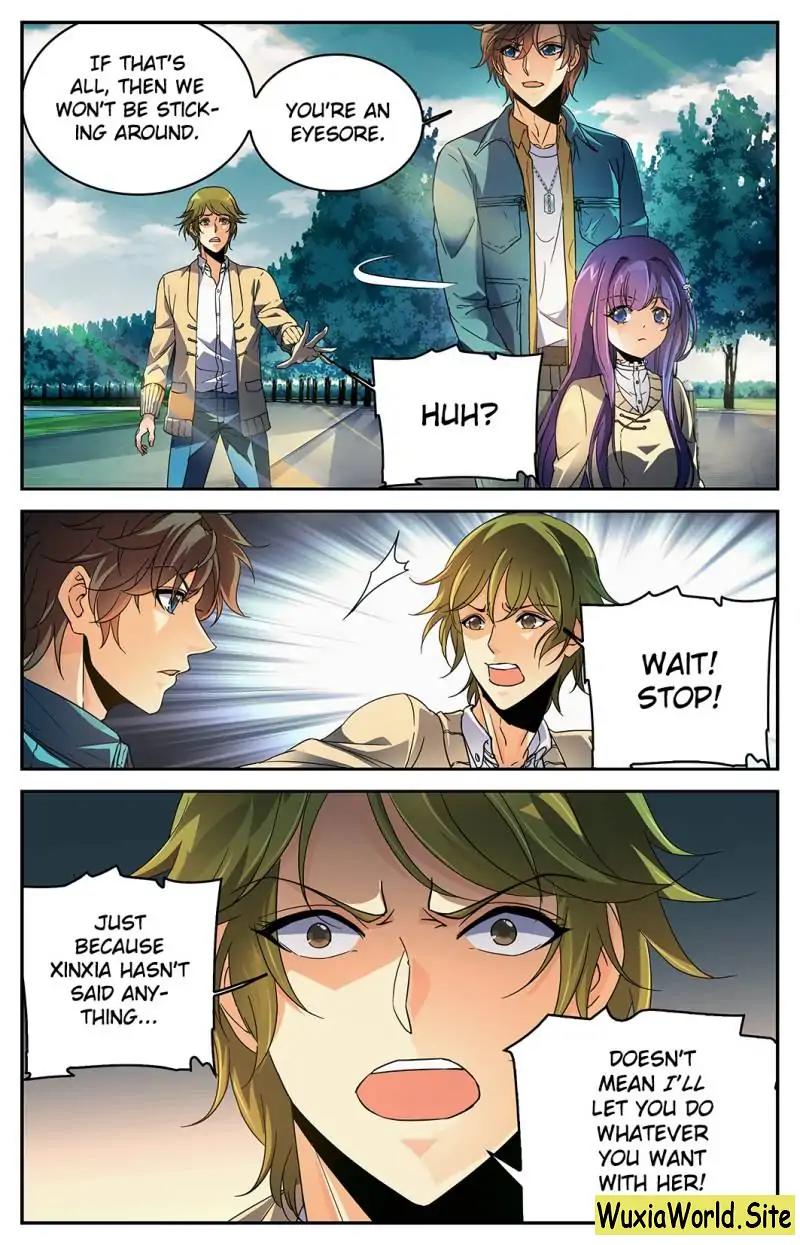 IF THAT'S
ALL, THEN WE
WON'T BE STICK-
ING AROUND.
YOU'RE AN
EYESORE.
HUH?
WAIT!
STOP!
JUST
BECAUSE
XINXIA HASN'T
SAID ANY-
THING...
DOESN'T
MEAN I'LL
LET YOU DO
WHATEVER
YOU WANT
WITH HER!
WuxiaWorld.Site